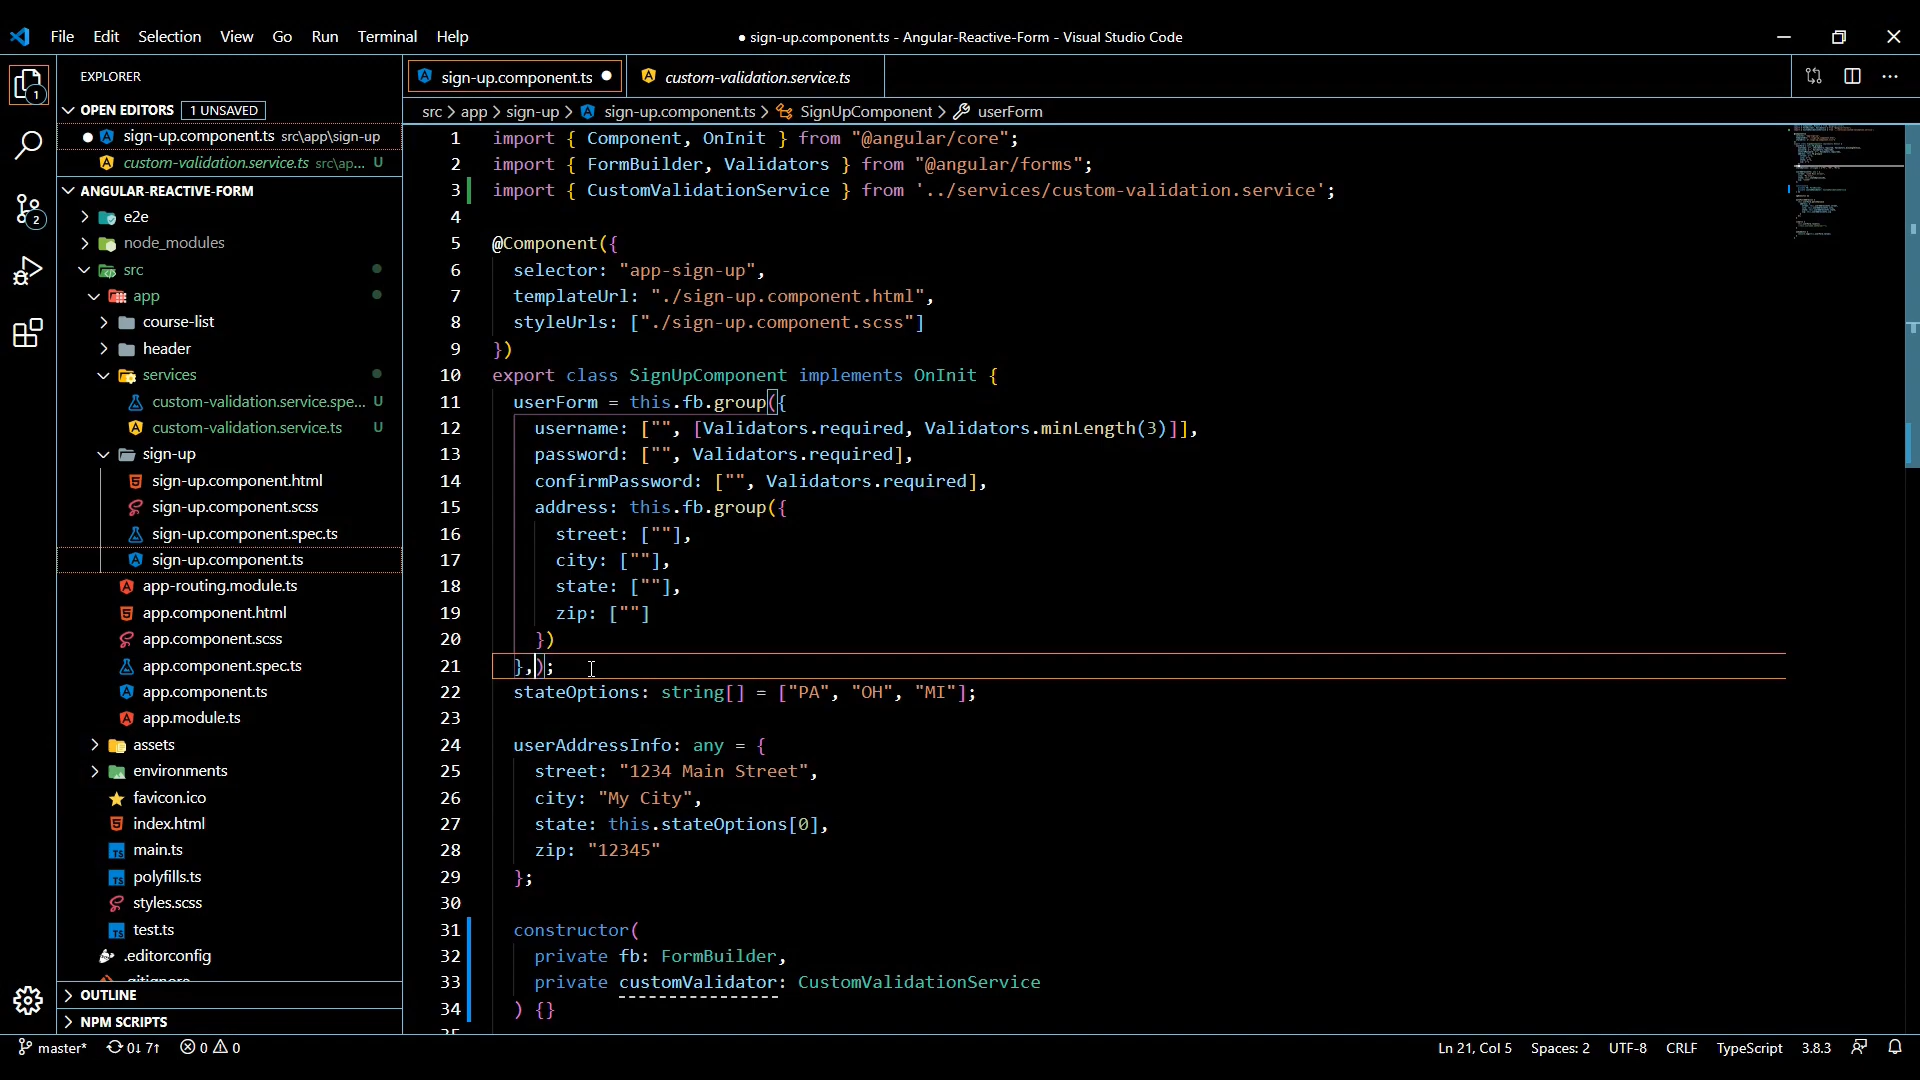 File Edit Selection View Go Run Terminal Help
● sign-up.component.ts - Angular-Reactive-Form - Visual Studio Code
EXPLORER
OPEN EDITORS 1 UNSAVED
sign-up.component.ts src\app\sign-up
custom-validation.service.ts src\ap... U
ANGULAR-REACTIVE-FORM
e2e
node_modules
src
app
course-list
header
services
custom-validation.service.spe... U
custom-validation.service.ts U
sign-up
sign-up.component.html
sign-up.component.scss
sign-up.component.spec.ts
sign-up.component.ts
app-routing.module.ts
app.component.html
app.component.scss
app.component.spec.ts
app.component.ts
app.module.ts
assets
environments
favicon.ico
index.html
main.ts
polyfills.ts
styles.scss
test.ts
.editorconfig
.gitignore
OUTLINE
NPM SCRIPTS
1
2
sign-up.component.ts ●
custom-validation.service.ts
src > app > sign-up > sign-up.component.ts > SignUpComponent > userForm
1 import { Component, OnInit } from "@angular/core";
2 import { FormBuilder, Validators } from "@angular/forms";
3 import { CustomValidationService } from '../services/custom-validation.service';
4
5 @Component({
6 selector: "app-sign-up",
7 templateUrl: "./sign-up.component.html",
8 styleUrls: ["./sign-up.component.scss"]
9 })
10 export class SignUpComponent implements OnInit {
11 userForm = this.fb.group({
12 username: ["", [Validators.required, Validators.minLength(3)]],
13 password: ["", Validators.required],
14 confirmPassword: ["", Validators.required],
15 address: this.fb.group({
16 street: [""],
17 city: [""],
18 state: [""],
19 zip: [""]
20 })
21 },);
22 stateOptions: string[] = ["PA", "OH", "MI"];
23
24 userAddressInfo: any = {
25 street: "1234 Main Street",
26 city: "My City",
27 state: this.stateOptions[0],
28 zip: "12345"
29 };
30
31 constructor(
32 private fb: FormBuilder,
33 private customValidator: CustomValidationService
34 ) {}
35
master* 0↓ 7↑ 0 0
Ln 21, Col 5 Spaces: 2 UTF-8 CRLF TypeScript 3.8.3